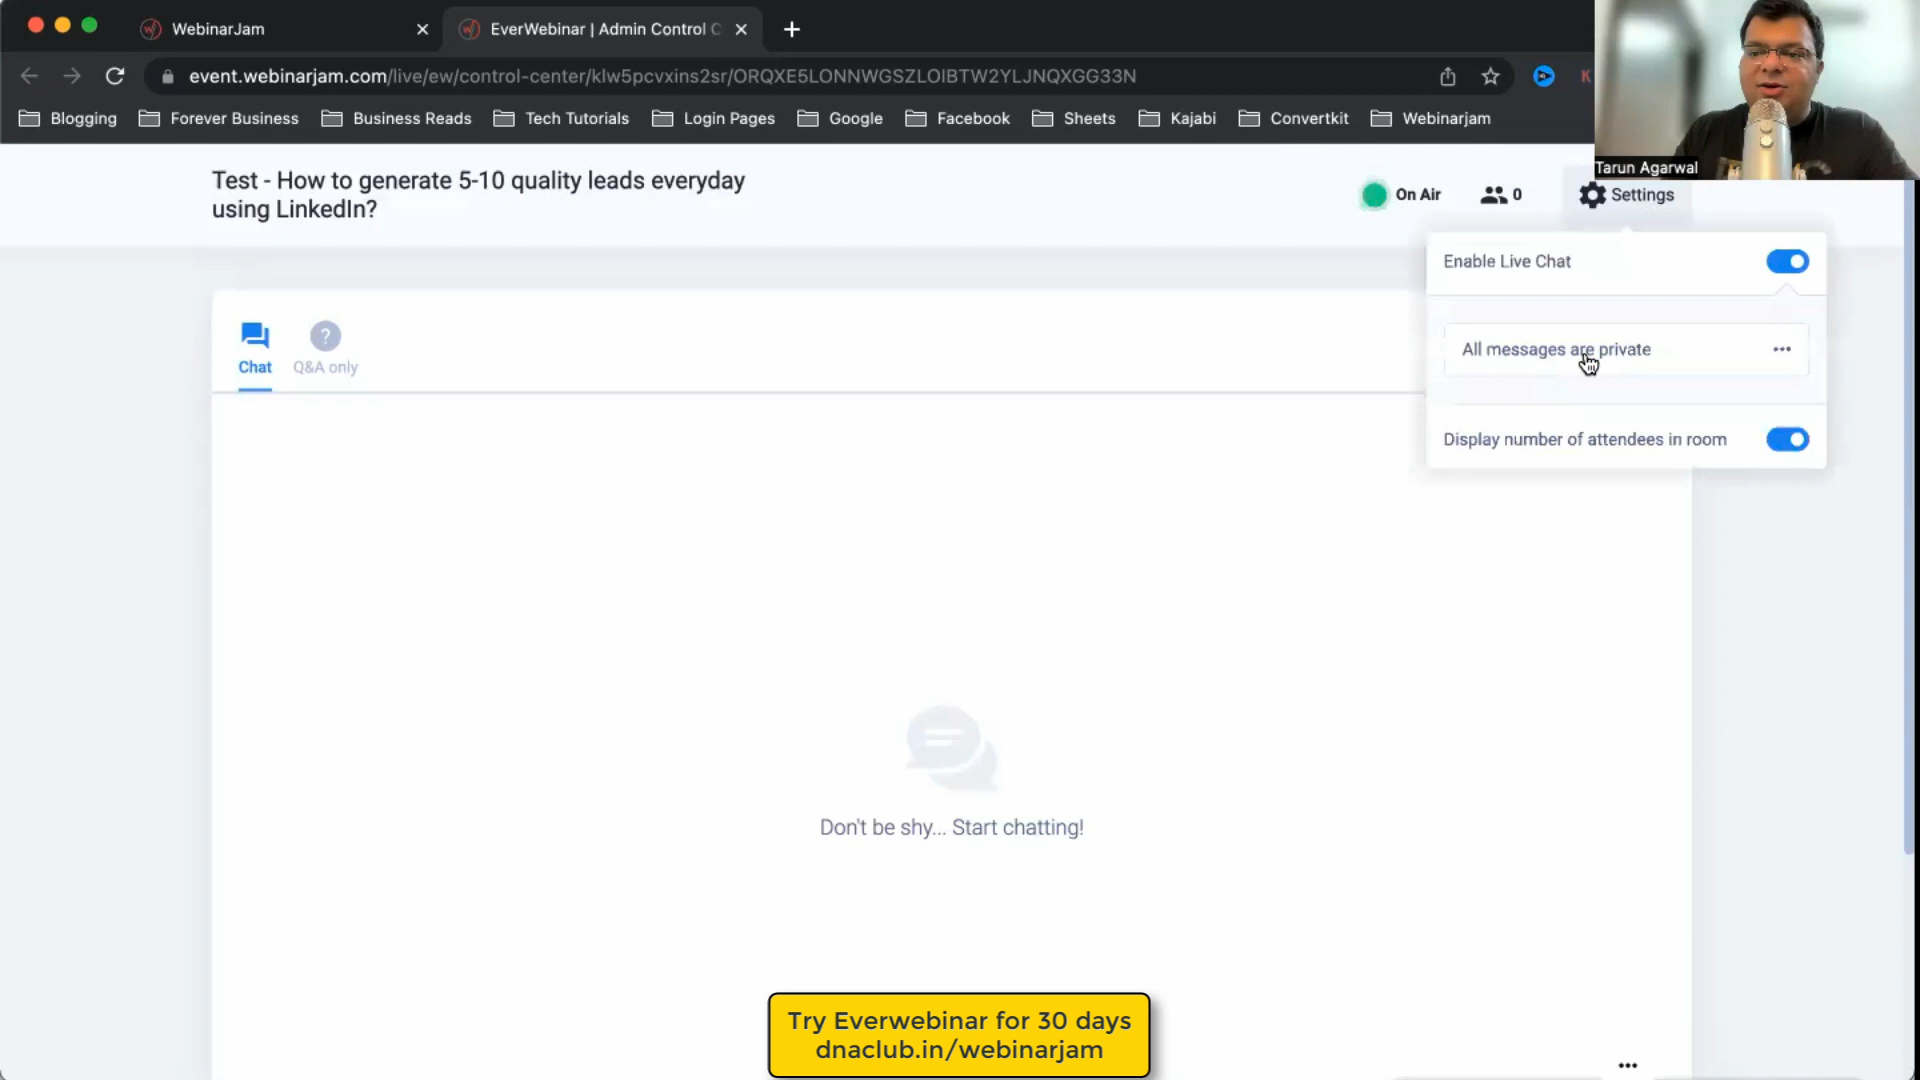 WebinarJam
EverWebinar | Admin Control C
event.webinarjam.com/live/ew/control-center/klw5pcvxins2sr/ORQXE5LONNWGSZLOIBTW2YLJNQXGG33N
K
Blogging
Forever Business
Business Reads
Tech Tutorials
Login Pages
Google
Facebook
Sheets
Kajabi
Convertkit
Webinarjam
Tarun Agarwal
Test - How to generate 5-10 quality leads everyday
using LinkedIn?
On Air
0
Settings
Enable Live Chat
All messages are private
Display number of attendees in room
Chat
?
Q&A only
Don't be shy... Start chatting!
Try Everwebinar for 30 days
dnaclub.in/webinarjam